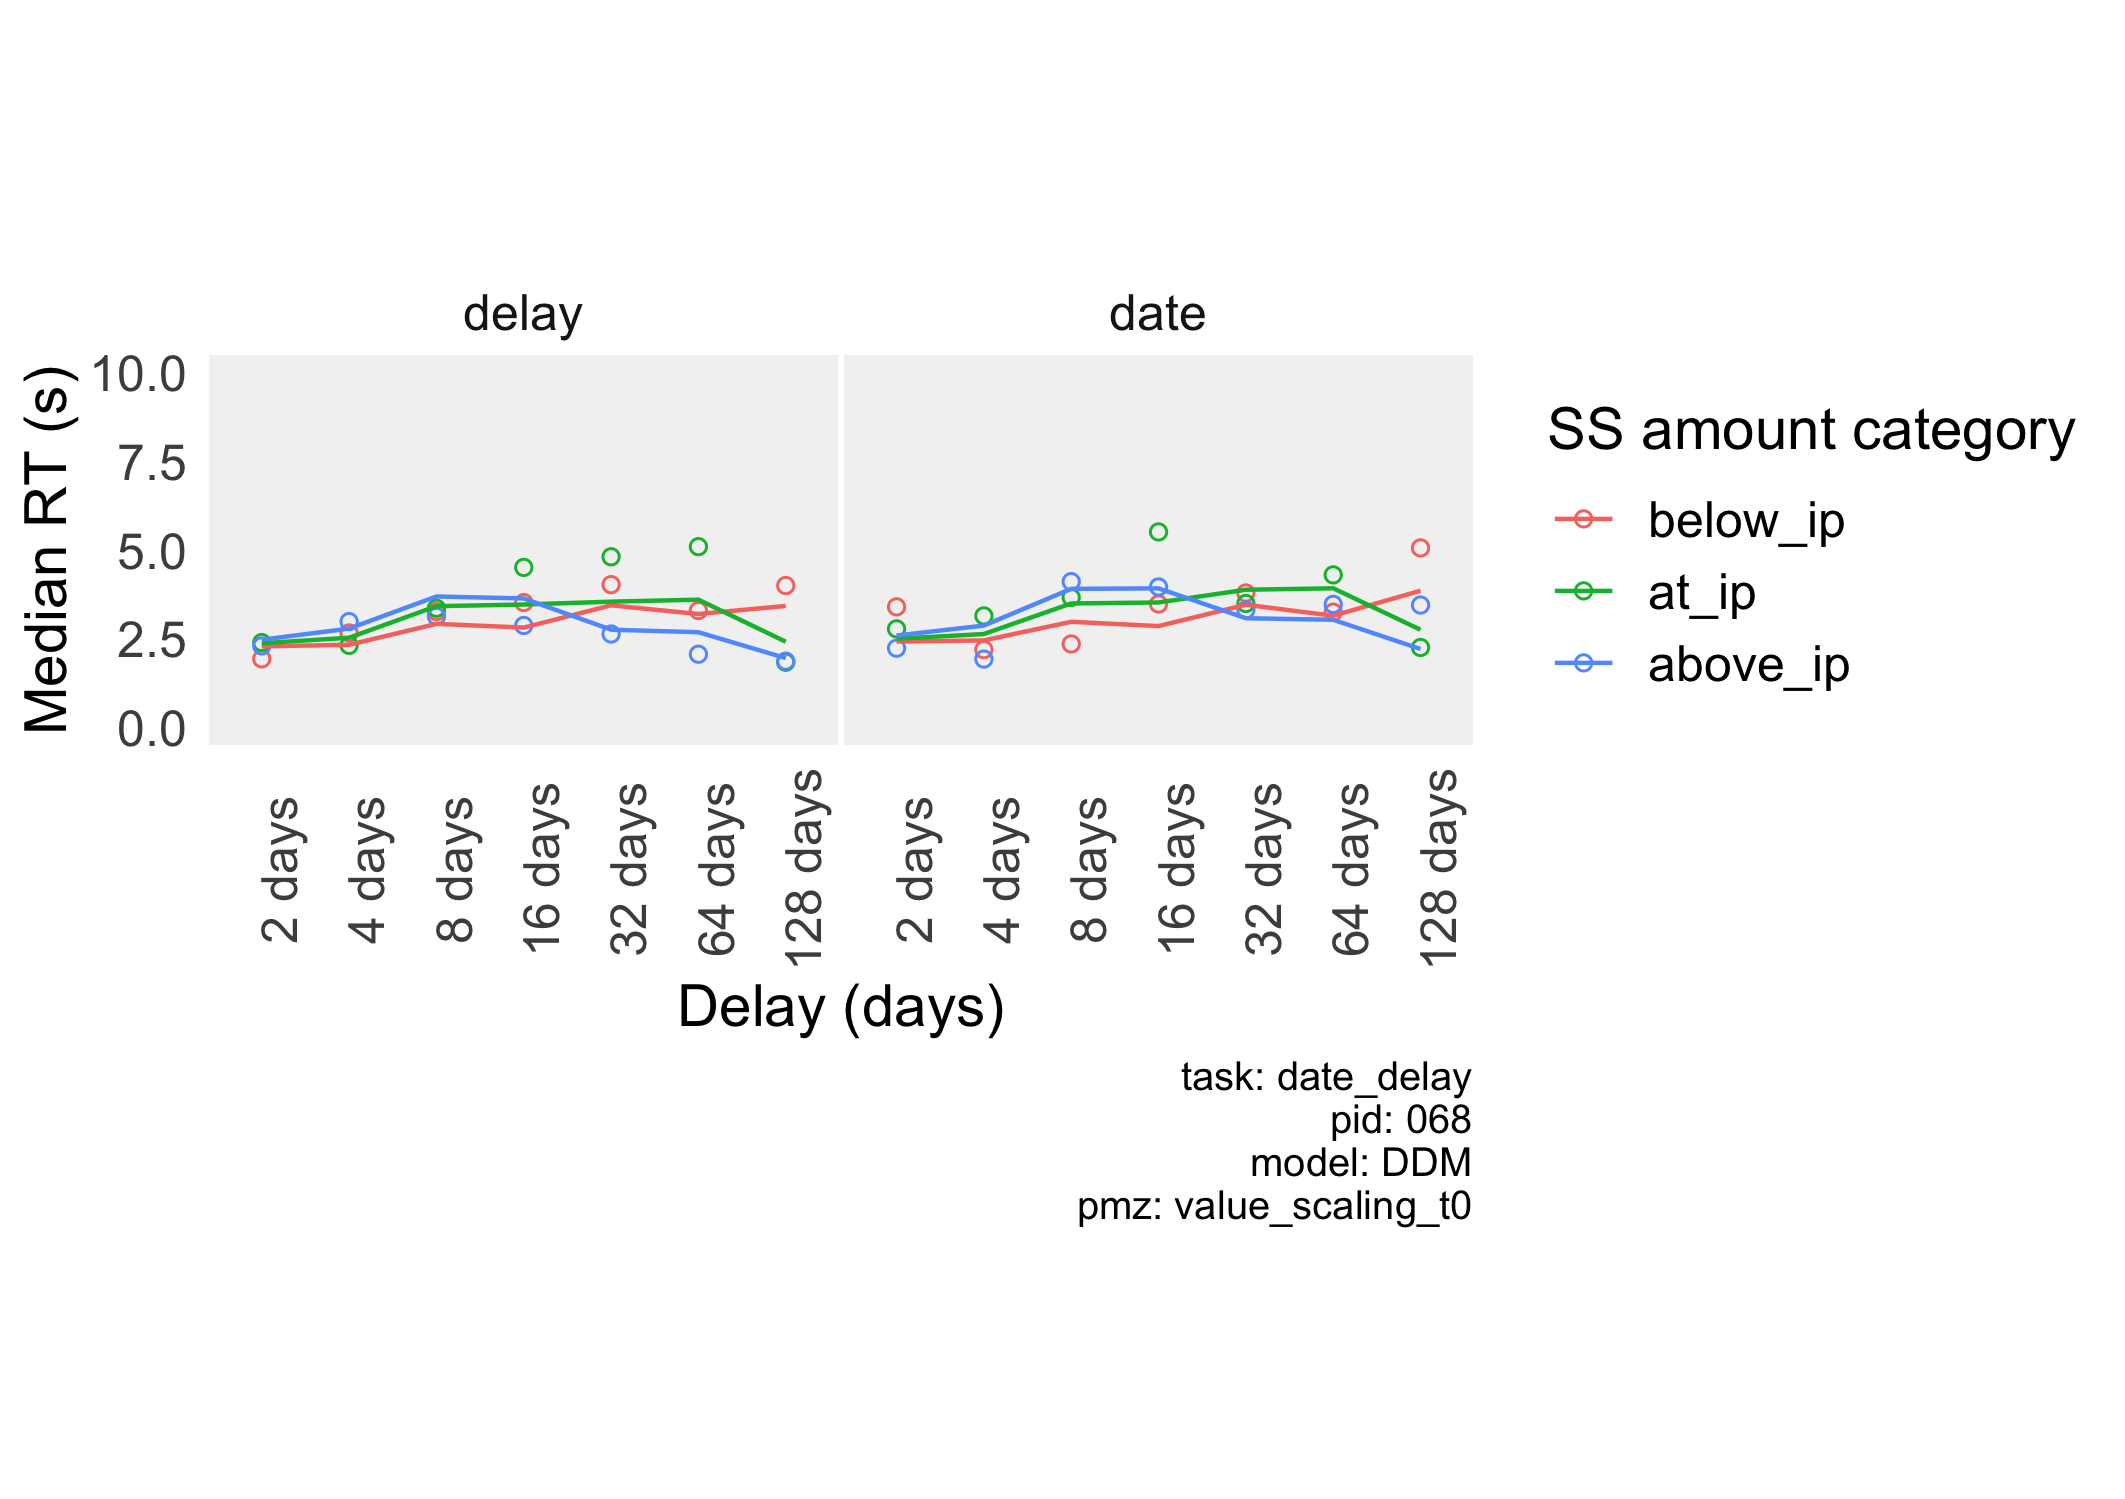 delay
date
Median RT (s)
10.0
7.5
5.0
2.5
0.0
2 days
4 days
8 days
16 days
32 days
64 days
128 days
2 days
4 days
8 days
16 days
32 days
64 days
128 days
Delay (days)
SS amount category
below_ip
at_ip
above_ip
task: date_delay
pid: 068
model: DDM
pmz: value_scaling_t0